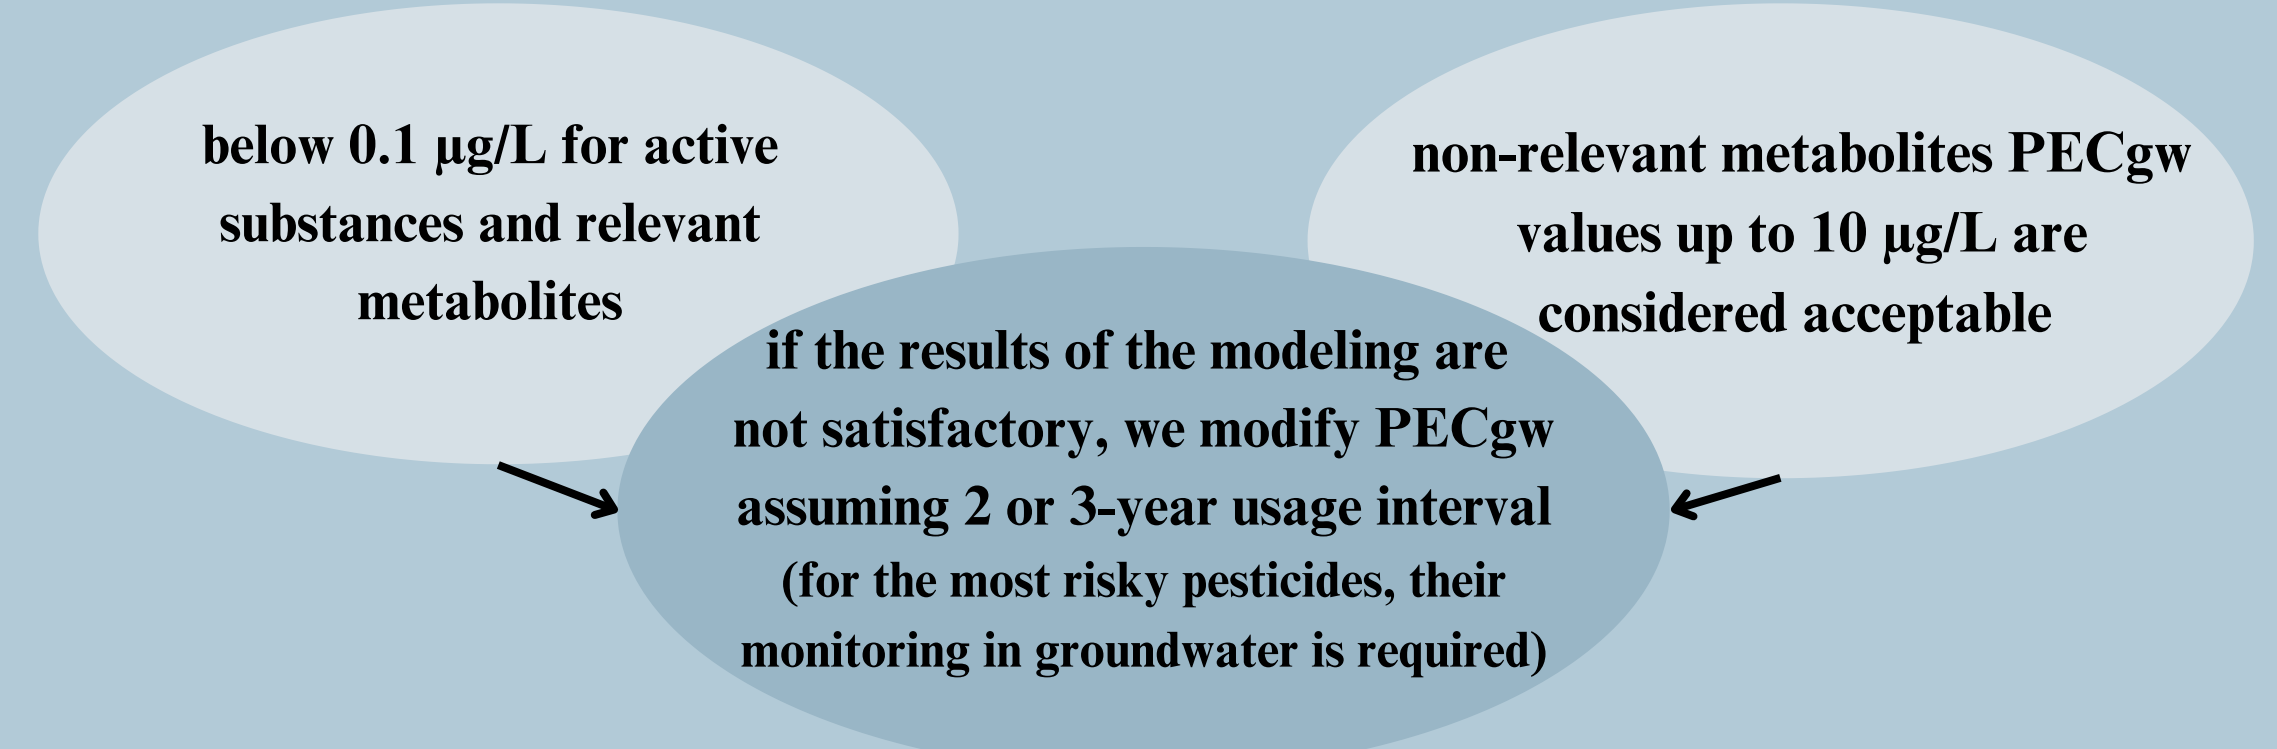 below 0.1 µg/L for active
substances and relevant
metabolites
non-relevant metabolites PECgw
values up to 10 µg/L are
considered acceptable
if the results of the modeling are
not satisfactory, we modify PECgw
assuming 2 or 3-year usage interval
(for the most risky pesticides, their
monitoring in groundwater is required)